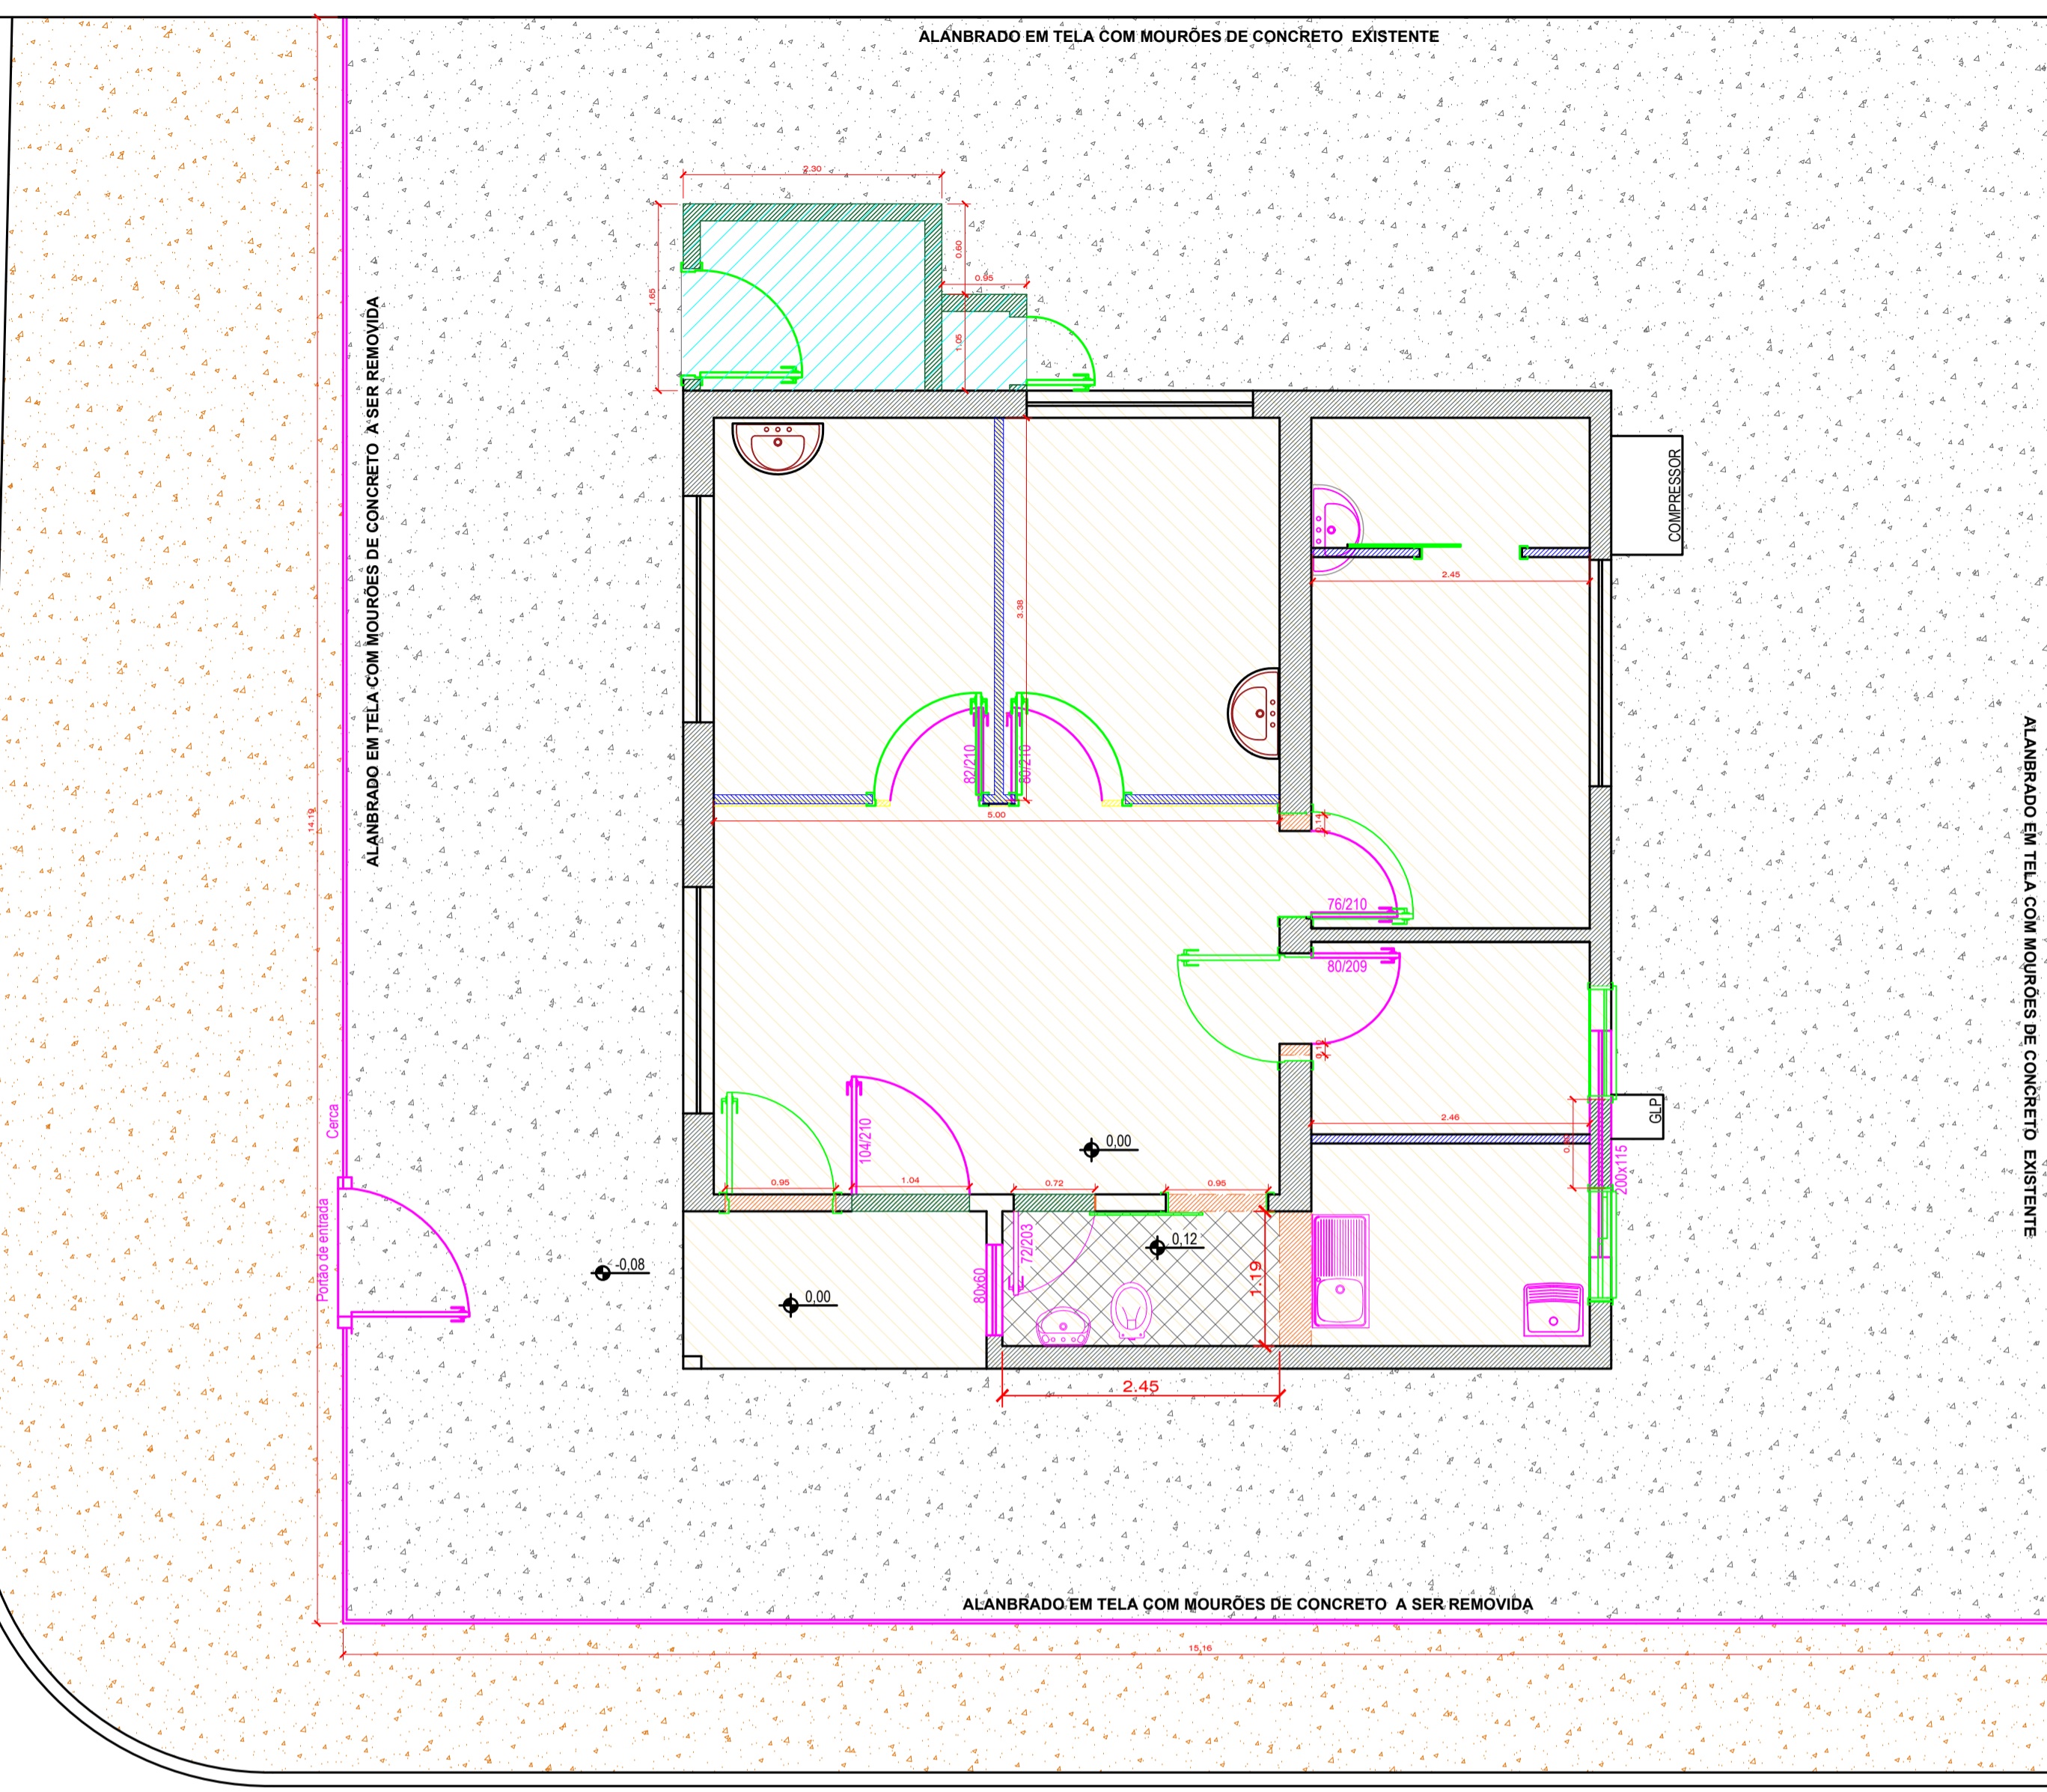 ALANBRADO EM TELA COM MOURÕES DE CONCRETO  EXISTENTE
2.30
1.65
0.60
0.95
1.05
ALANBRADO EM TELA COM MOURÕES DE CONCRETO  A SER REMOVIDA
14.19
COMPRESSOR
2.45
3.38
82/210
80/210
5.00
0.14
76/210
80/209
0.10
ALANBRADO EM TELA COM MOURÕES DE CONCRETO  EXISTENTE
Cerca
Portão de entrada
104/210
0,00
2.46
GLP
200x115
0.95
1.04
0.72
0.95
72/203
0,12
80x60
1.19
-0,08
0,00
2.45
ALANBRADO EM TELA COM MOURÕES DE CONCRETO  A SER REMOVIDA
15.16